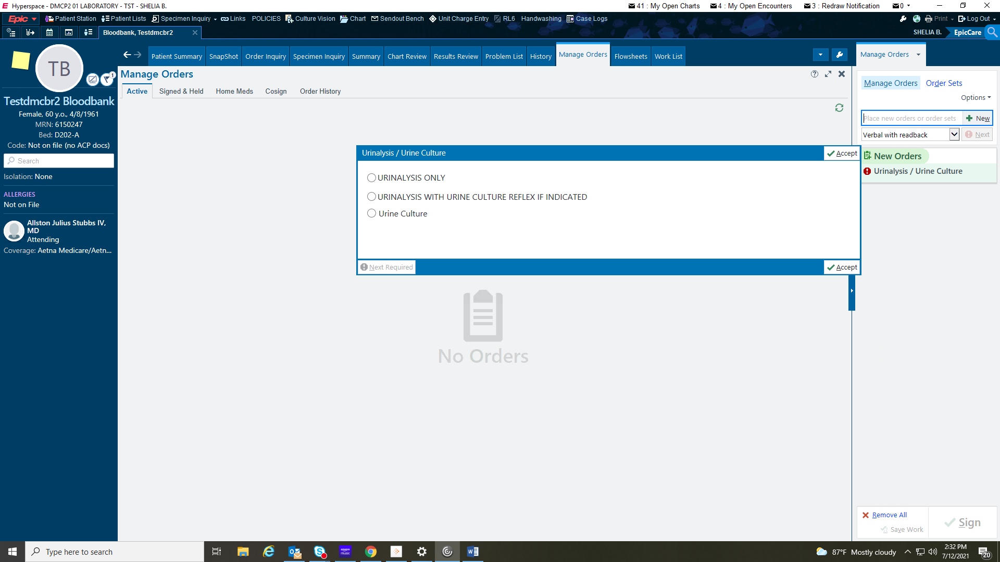 Hyperspace - DMCP2 01 LABORATORY - TST - SHELIA B.
41 : My Open Charts
4 : My Open Encounters
3 : Redraw Notification
0
Epic
Patient Station
Patient Lists
Specimen Inquiry
Links
POLICIES
Culture Vision
Chart
Sendout Bench
Unit Charge Entry
RL6
Handwashing
Case Logs
Print
Log Out
Bloodbank, Testdmcbr2
SHELIA B.
EpicCare
TB
1
Patient Summary
SnapShot
Order Inquiry
Specimen Inquiry
Summary
Chart Review
Results Review
Problem List
History
Manage Orders
Flowsheets
Work List
Manage Orders
Testdmcbr2 Bloodbank
Female, 60 y.o., 4/8/1961
MRN: 6150247
Bed: D202-A
Code: Not on file (no ACP docs)
Search
Isolation: None
ALLERGIES
Not on File
Allston Julius Stubbs IV,
MD
Attending
Coverage: Aetna Medicare/Aetn...
Manage Orders
Active
Signed & Held
Home Meds
Cosign
Order History
Urinalysis / Urine Culture
Accept
URINALYSIS ONLY
URINALYSIS WITH URINE CULTURE REFLEX IF INDICATED
Urine Culture
Next Required
Accept
No Orders
Manage Orders
Order Sets
Options
Place new orders or order sets
New
Verbal with readback
Next
New Orders
Urinalysis / Urine Culture
Remove All
Save Work
Sign
Type here to search
amazon music
87°F Mostly cloudy
2:32 PM
7/12/2021
20